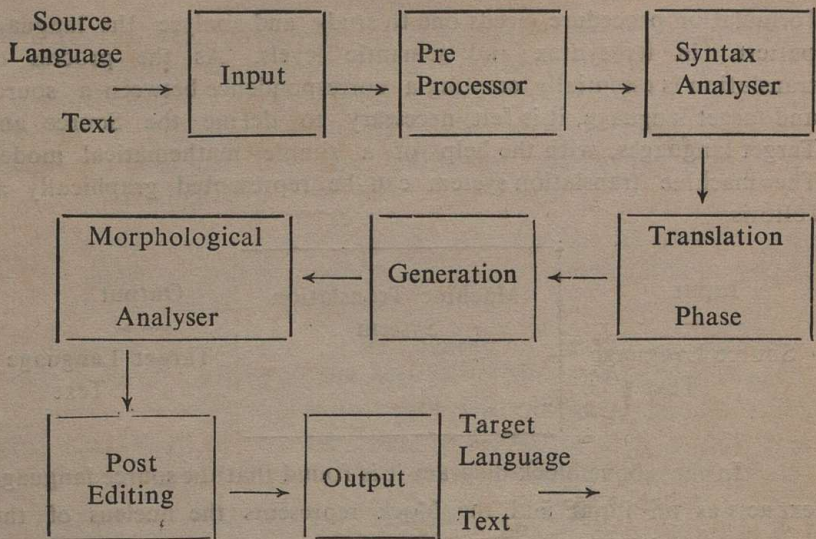 Source
Language
Text
Input
Pre
Processor
Syntax
Analyser
Translation
Phase
Generation
Morphological
Analyser
Post
Editing
Output
Target
Language
Text